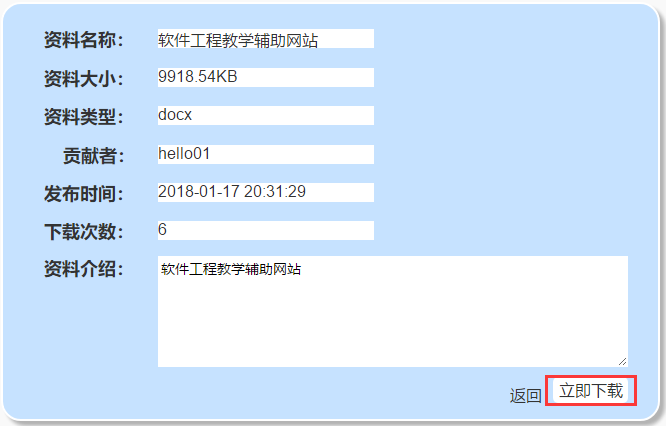 资料名称： 软件工程教学辅助网站
资料大小： 9918.54KB
资料类型： docx
贡献者： hello01
发布时间： 2018-01-17 20:31:29
下载次数： 6
资料介绍： 软件工程教学辅助网站
返回 立即下载